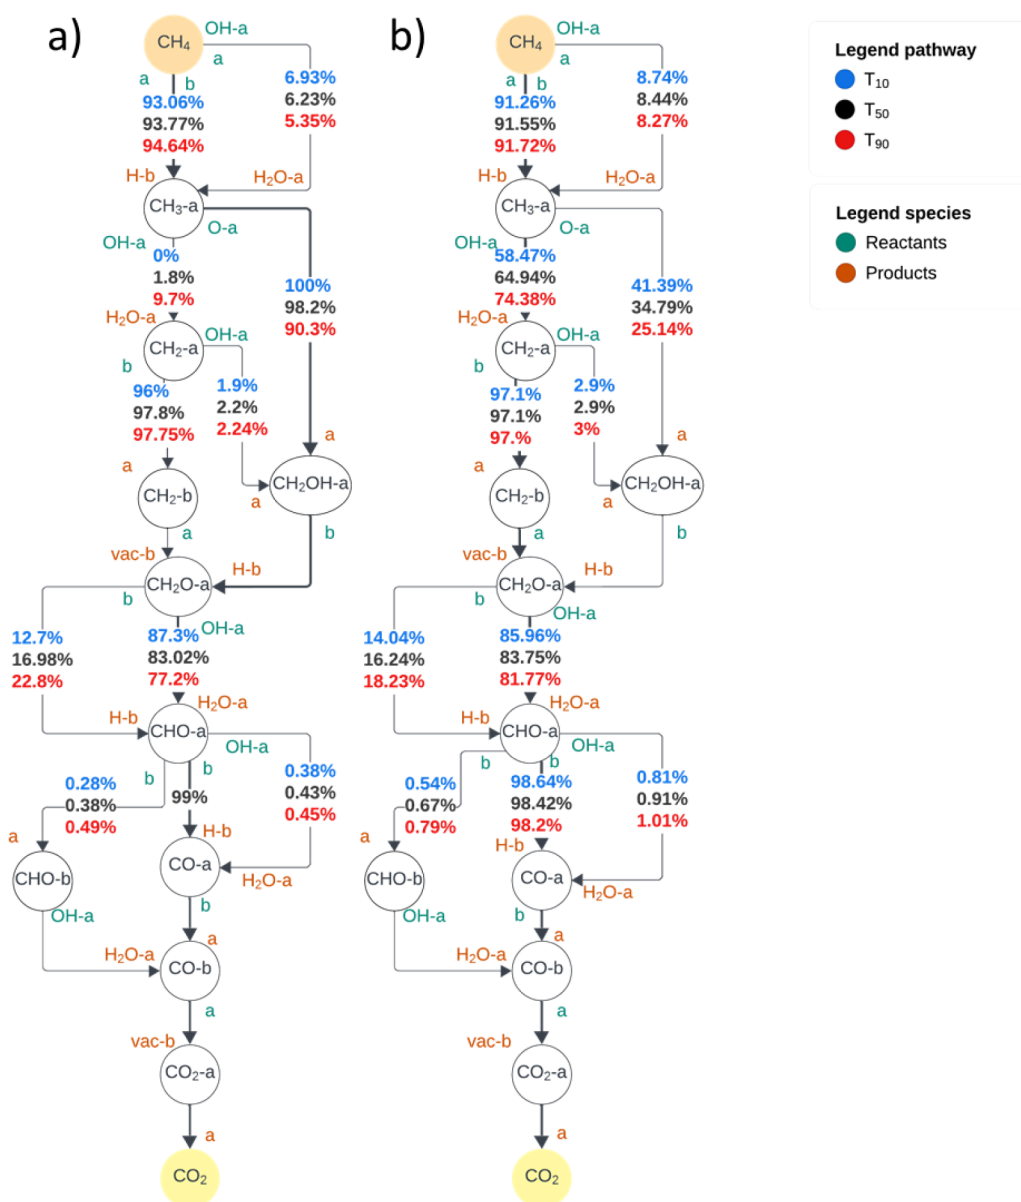 a)
CH₄
OH-a
a
a
b
93.06%
93.77%
94.64%
6.93%
6.23%
5.35%
H-b
H₂O-a
CH₃-a
OH-a
O-a
0%
1.8%
9.7%
100%
98.2%
90.3%
H₂O-a
CH₂-a
OH-a
b
96%
97.8%
97.75%
1.9%
2.2%
2.24%
a
a
a
CH₂-b
CH₂OH-a
a
b
vac-b
H-b
CH₂O-a
b
OH-a
12.7%
16.98%
22.8%
87.3%
83.02%
77.2%
H₂O-a
H-b
CHO-a
OH-a
b
b
0.28%
0.38%
0.49%
99%
0.38%
0.43%
0.45%
a
H-b
CO-a
H₂O-a
CHO-b
OH-a
b
a
H₂O-a
CO-b
a
vac-b
CO₂-a
a
CO₂
b)
CH₄
OH-a
a
a
b
91.26%
91.55%
91.72%
8.74%
8.44%
8.27%
H-b
H₂O-a
CH₃-a
OH-a
O-a
58.47%
64.94%
74.38%
41.39%
34.79%
25.14%
H₂O-a
CH₂-a
OH-a
b
97.1%
97.1%
97.%
2.9%
2.9%
3%
a
a
a
CH₂-b
CH₂OH-a
a
b
vac-b
H-b
CH₂O-a
b
OH-a
14.04%
16.24%
18.23%
85.96%
83.75%
81.77%
H₂O-a
H-b
CHO-a
OH-a
b
b
0.54%
0.67%
0.79%
98.64%
98.42%
98.2%
0.81%
0.91%
1.01%
a
H-b
CO-a
H₂O-a
CHO-b
OH-a
b
a
H₂O-a
CO-b
a
vac-b
CO₂-a
a
CO₂
Legend pathway
T₁₀
T₅₀
T₉₀
Legend species
Reactants
Products